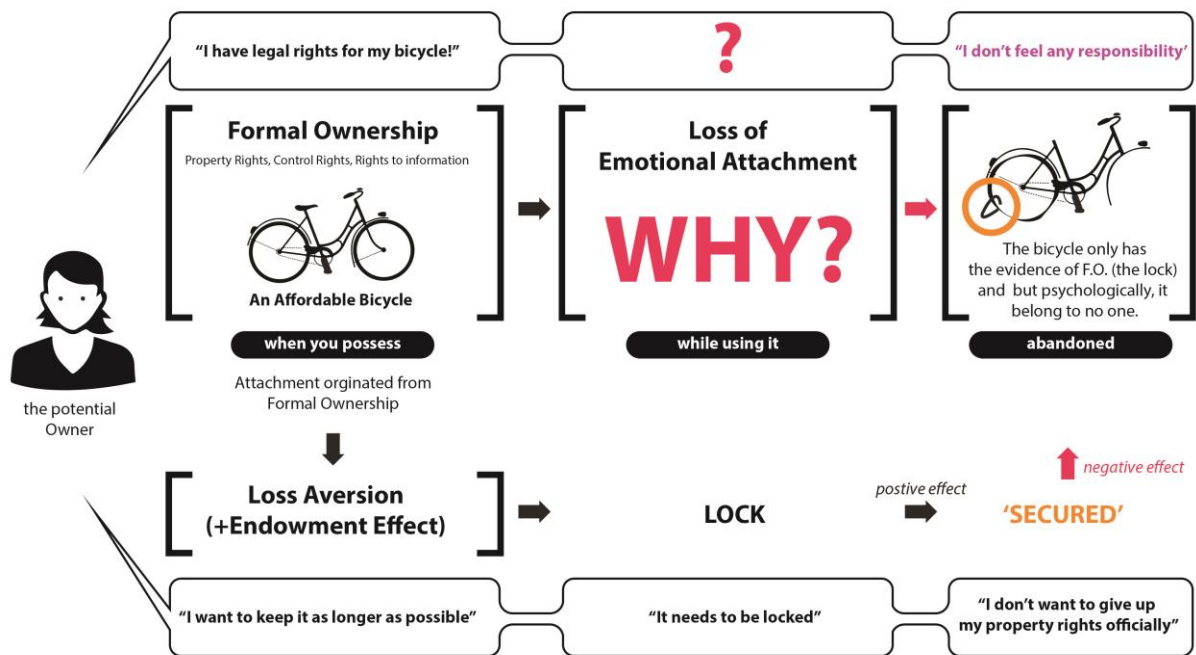 “I have legal rights for my bicycle!”
?
“I don’t feel any responsibility’
Formal Ownership
Property Rights, Control Rights, Rights to information
An Affordable Bicycle
when you possess
Loss of
Emotional Attachment
WHY?
while using it
The bicycle only has
the evidence of F.O. (the lock)
and but psychologically, it
belong to no one.
abandoned
the potential
Owner
Attachment orginated from
Formal Ownership
Loss Aversion
(+Endowment Effect)
LOCK
postive effect
‘SECURED’
negative effect
“I want to keep it as longer as possible”
“It needs to be locked”
“I don’t want to give up
my property rights officially”